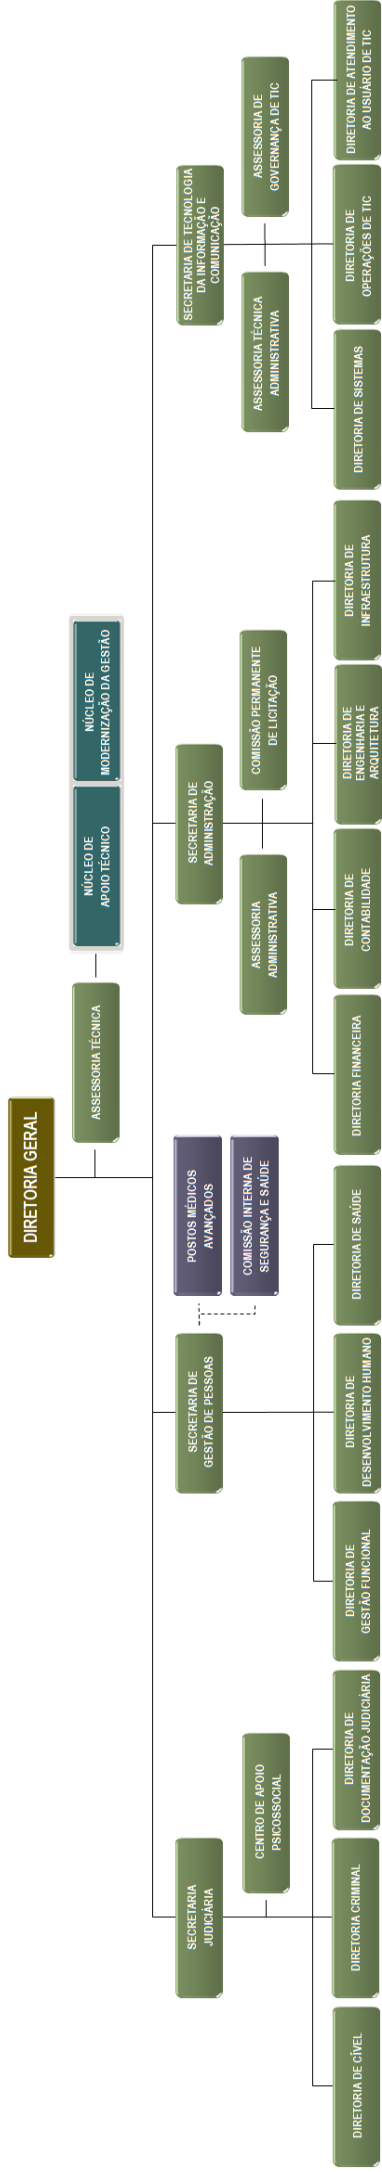 DIRETORIA GERAL
ASSESSORIA TÉCNICA
NÚCLEO DE
APOIO TÉCNICO
NÚCLEO DE
MODERNIZAÇÃO DA GESTÃO
SECRETARIA
JUDICIÁRIA
SECRETARIA DE
GESTÃO DE PESSOAS
POSTOS MÉDICOS
AVANÇADOS
COMISSÃO INTERNA DE
SEGURANÇA E SAÚDE
SECRETARIA DE
ADMINISTRAÇÃO
SECRETARIA DE TECNOLOGIA
DA INFORMAÇÃO E
COMUNICAÇÃO
CENTRO DE APOIO
PSICOSSOCIAL
ASSESSORIA
ADMINISTRATIVA
COMISSÃO PERMANENTE
DE LICITAÇÃO
ASSESSORIA TÉCNICA
ADMINISTRATIVA
ASSESSORIA DE
GOVERNANÇA DE TIC
DIRETORIA DE CÍVEL
DIRETORIA CRIMINAL
DIRETORIA DE
DOCUMENTAÇÃO JUDICIÁRIA
DIRETORIA DE
GESTÃO FUNCIONAL
DIRETORIA DE
DESENVOLVIMENTO HUMANO
DIRETORIA DE SAÚDE
DIRETORIA FINANCEIRA
DIRETORIA DE
CONTABILIDADE
DIRETORIA DE
ENGENHARIA E
ARQUITETURA
DIRETORIA DE
INFRAESTRUTURA
DIRETORIA DE SISTEMAS
DIRETORIA DE
OPERAÇÕES DE TIC
DIRETORIA DE ATENDIMENTO
AO USUÁRIO DE TIC